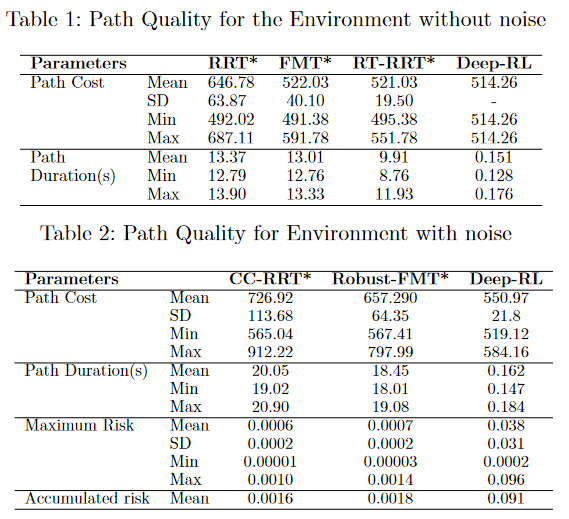 Table 1: Path Quality for the Environment without noise
Parameters RRT* FMT* RT-RRT* Deep-RL
Path Cost Mean 646.78 522.03 521.03 514.26
SD 63.87 40.10 19.50 -
Min 492.02 491.38 495.38 514.26
Max 687.11 591.78 551.78 514.26
Path Mean 13.37 13.01 9.91 0.151
Duration(s) Min 12.79 12.76 8.76 0.128
Max 13.90 13.33 11.93 0.176
Table 2: Path Quality for Environment with noise
Parameters CC-RRT* Robust-FMT* Deep-RL
Path Cost Mean 726.92 657.290 550.97
SD 113.68 64.35 21.8
Min 565.04 567.41 519.12
Max 912.22 797.99 584.16
Path Duration(s) Mean 20.05 18.45 0.162
Min 19.02 18.01 0.147
Max 20.90 19.08 0.184
Maximum Risk Mean 0.0006 0.0007 0.038
SD 0.0002 0.0002 0.031
Min 0.00001 0.00003 0.0002
Max 0.0010 0.0014 0.096
Accumulated risk Mean 0.0016 0.0018 0.091